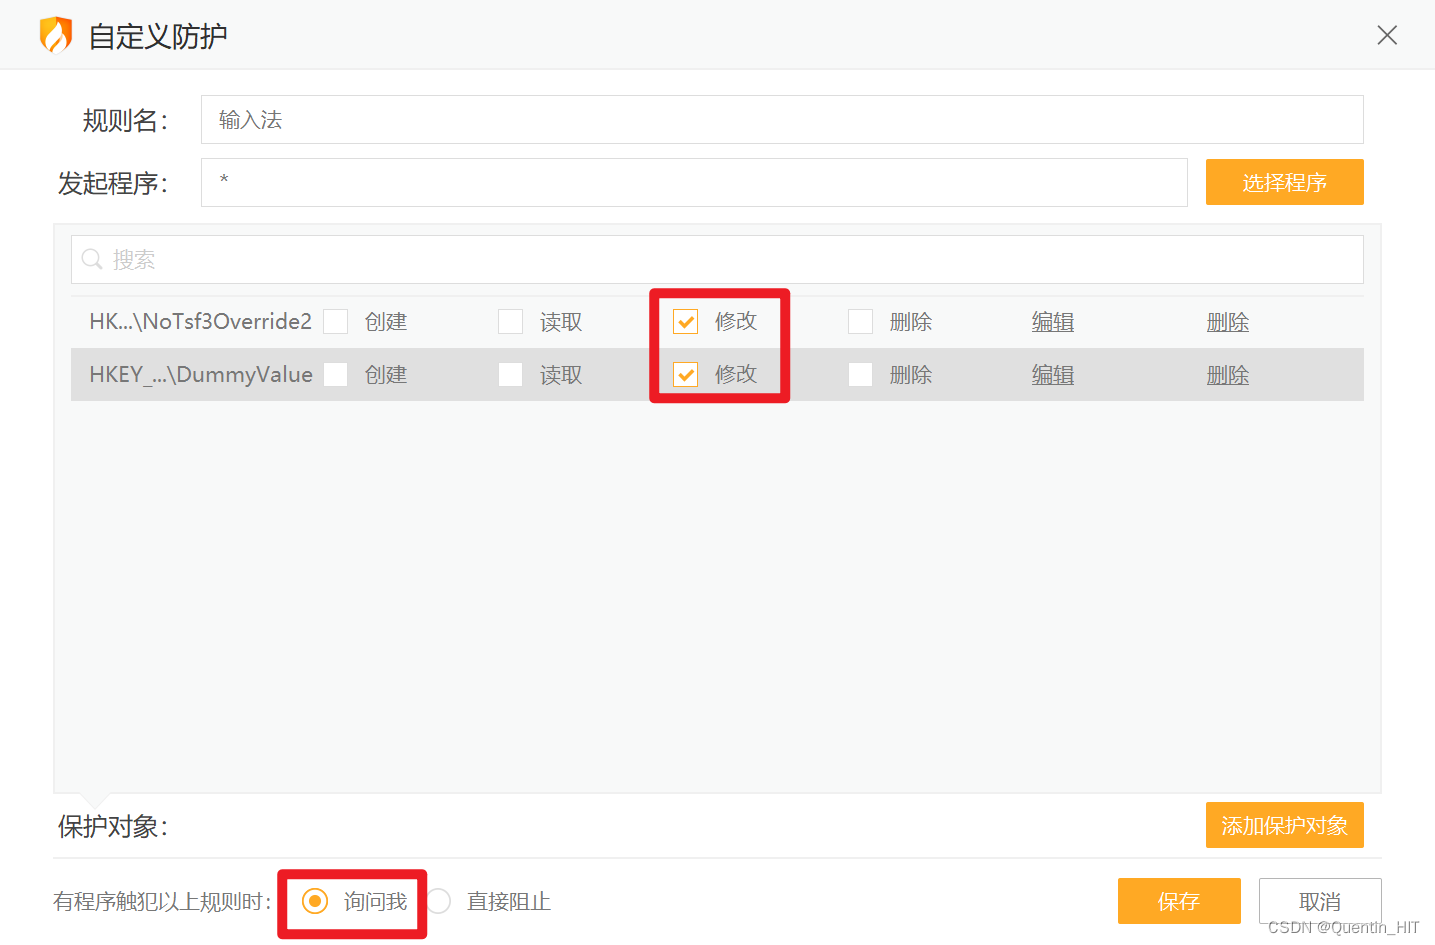 自定义防护
规则名：
输入法
发起程序：
*
选择程序
搜索
HK...\NoTsf3Override2 创建 读取 修改 删除 编辑 删除
HKEY_...\DummyValue 创建 读取 修改 删除 编辑 删除
保护对象：
添加保护对象
有程序触犯以上规则时： 询问我 直接阻止
保存
取消
CSDN @Quentin_HIT